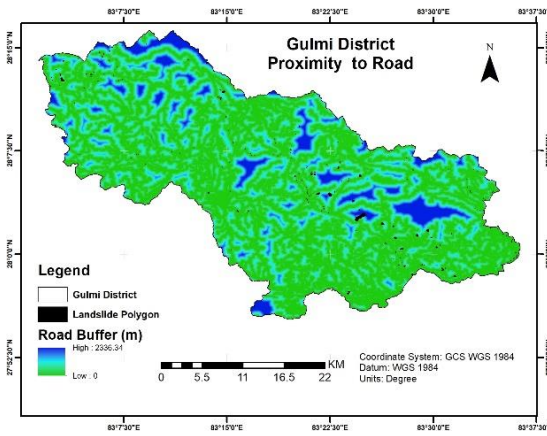 83°7'30"E 83°15'0"E 83°22'30"E 83°30'0"E 83°37'30"E
Gulmi District
Proximity to Road
N
28°15'0"N
28°7'30"N
28°0'0"N
27°52'30"N
Legend
Gulmi District
Landslide Polygon
Road Buffer (m)
High : 2336.34
Low : 0
KM
0 5.5 11 16.5 22
Coordinate System: GCS WGS 1984
Datum: WGS 1984
Units: Degree
83°7'30"E 83°15'0"E 83°22'30"E 83°30'0"E 83°37'30"E